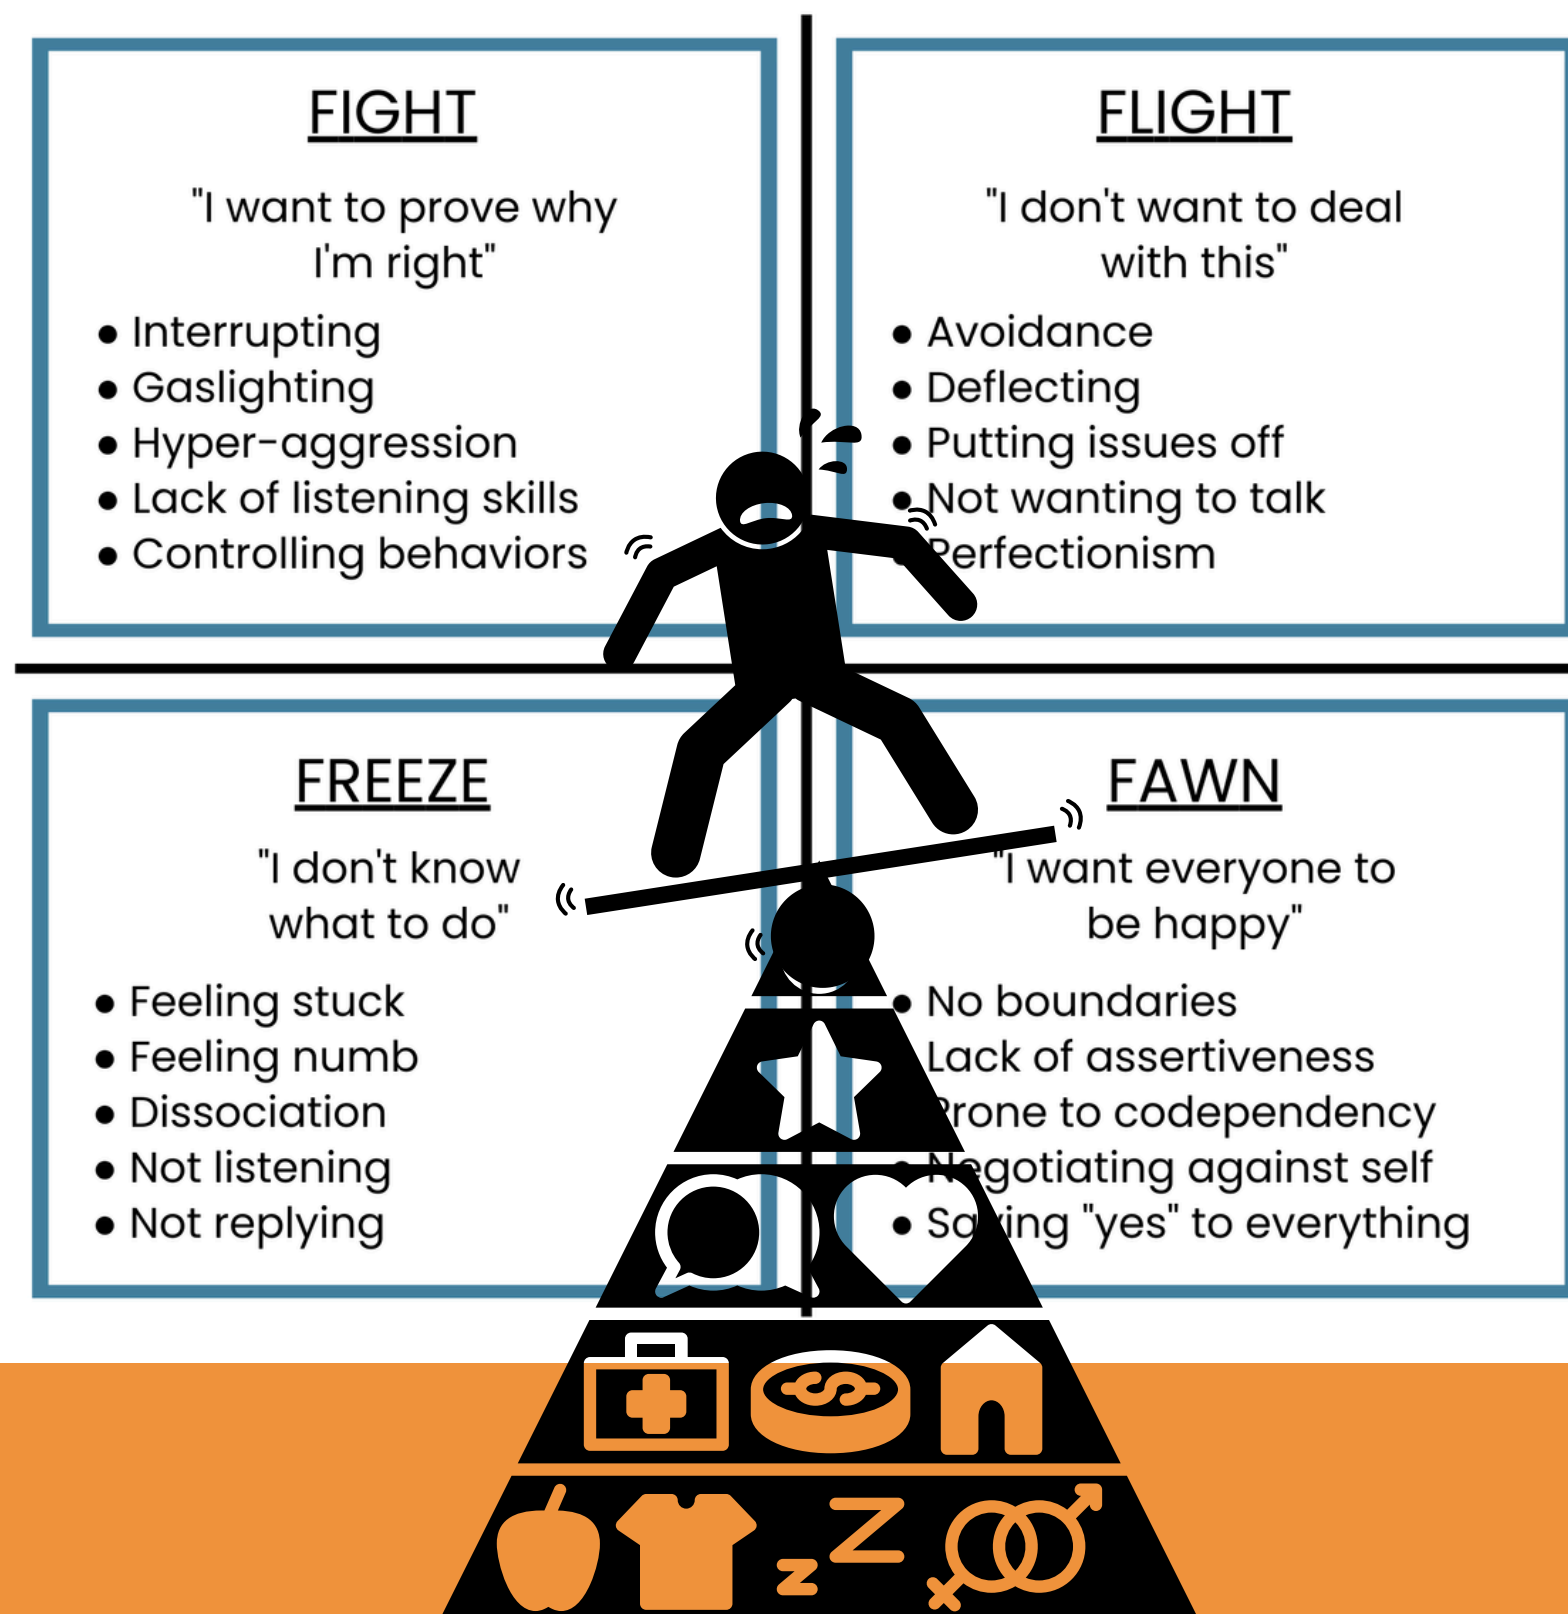 FIGHT
"I want to prove why
I'm right"
● Interrupting
● Gaslighting
● Hyper-aggression
● Lack of listening skills
● Controlling behaviors
FLIGHT
"I don't want to deal
with this"
● Avoidance
● Deflecting
● Putting issues off
● Not wanting to talk
● Perfectionism
FREEZE
"I don't know
what to do"
● Feeling stuck
● Feeling numb
● Dissociation
● Not listening
● Not replying
FAWN
"I want everyone to
be happy"
● No boundaries
Lack of assertiveness
Prone to codependency
● Negotiating against self
● Saying "yes" to everything
$
z Z